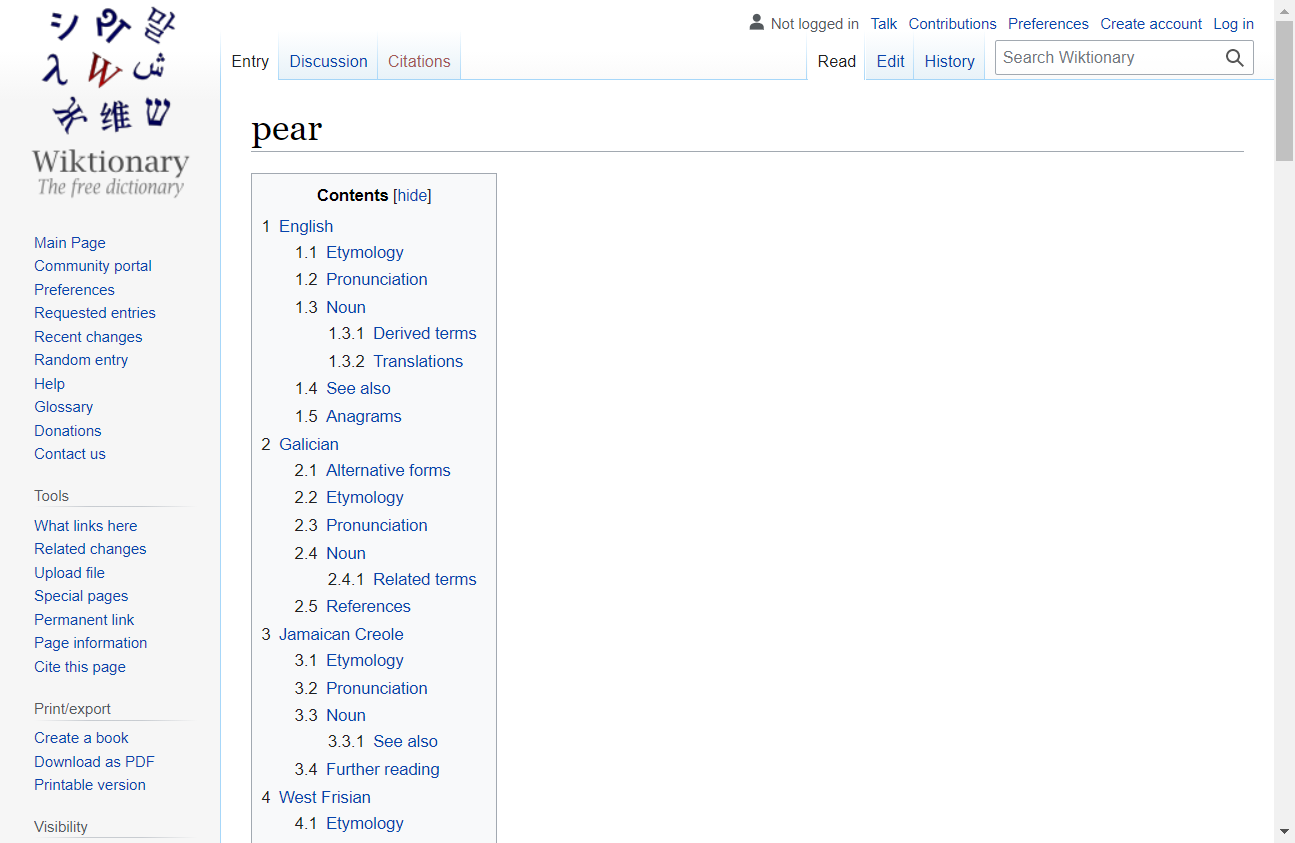 Not logged in Talk Contributions Preferences Create account Log in
Entry Discussion Citations Read Edit History Search Wiktionary
シ 말
λ W ش
维 ש
Wiktionary
The free dictionary
Main Page
Community portal
Preferences
Requested entries
Recent changes
Random entry
Help
Glossary
Donations
Contact us
Tools
What links here
Related changes
Upload file
Special pages
Permanent link
Page information
Cite this page
Print/export
Create a book
Download as PDF
Printable version
Visibility
pear
Contents [hide]
1 English
1.1 Etymology
1.2 Pronunciation
1.3 Noun
1.3.1 Derived terms
1.3.2 Translations
1.4 See also
1.5 Anagrams
2 Galician
2.1 Alternative forms
2.2 Etymology
2.3 Pronunciation
2.4 Noun
2.4.1 Related terms
2.5 References
3 Jamaican Creole
3.1 Etymology
3.2 Pronunciation
3.3 Noun
3.3.1 See also
3.4 Further reading
4 West Frisian
4.1 Etymology